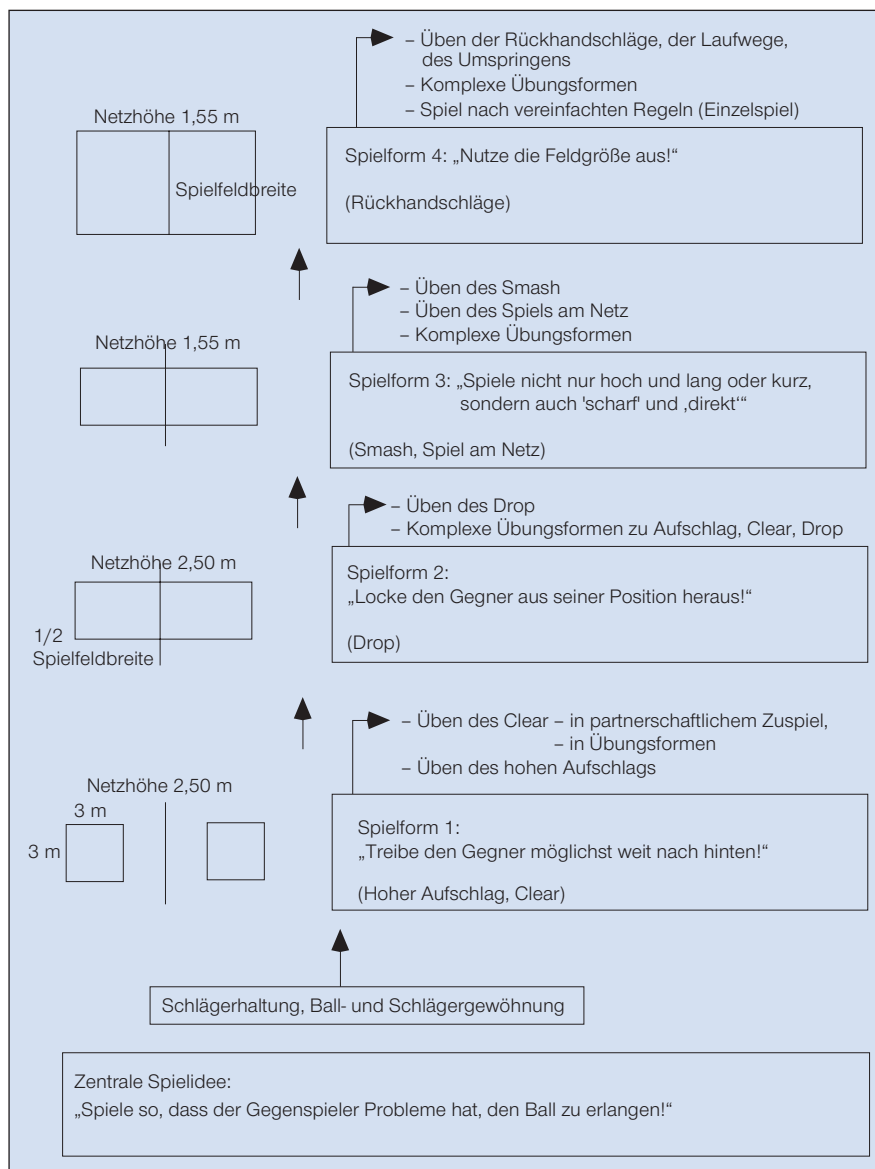 – Üben der Rückhandschläge, der Laufwege,
des Umspringens
– Komplexe Übungsformen
– Spiel nach vereinfachten Regeln (Einzelspiel)
Netzhöhe 1,55 m
Spielfeldbreite
Spielform 4: „Nutze die Feldgröße aus!“
(Rückhandschläge)
– Üben des Smash
– Üben des Spiels am Netz
– Komplexe Übungsformen
Netzhöhe 1,55 m
Spielform 3: „Spiele nicht nur hoch und lang oder kurz,
sondern auch 'scharf' und ‚direkt‘“
(Smash, Spiel am Netz)
– Üben des Drop
– Komplexe Übungsformen zu Aufschlag, Clear, Drop
Netzhöhe 2,50 m
1/2
Spielfeldbreite
Spielform 2:
„Locke den Gegner aus seiner Position heraus!“
(Drop)
– Üben des Clear – in partnerschaftlichem Zuspiel,
– in Übungsformen
– Üben des hohen Aufschlags
Netzhöhe 2,50 m
3 m
3 m
Spielform 1:
„Treibe den Gegner möglichst weit nach hinten!“
(Hoher Aufschlag, Clear)
Schlägerhaltung, Ball- und Schlägergewöhnung
Zentrale Spielidee:
„Spiele so, dass der Gegenspieler Probleme hat, den Ball zu erlangen!“